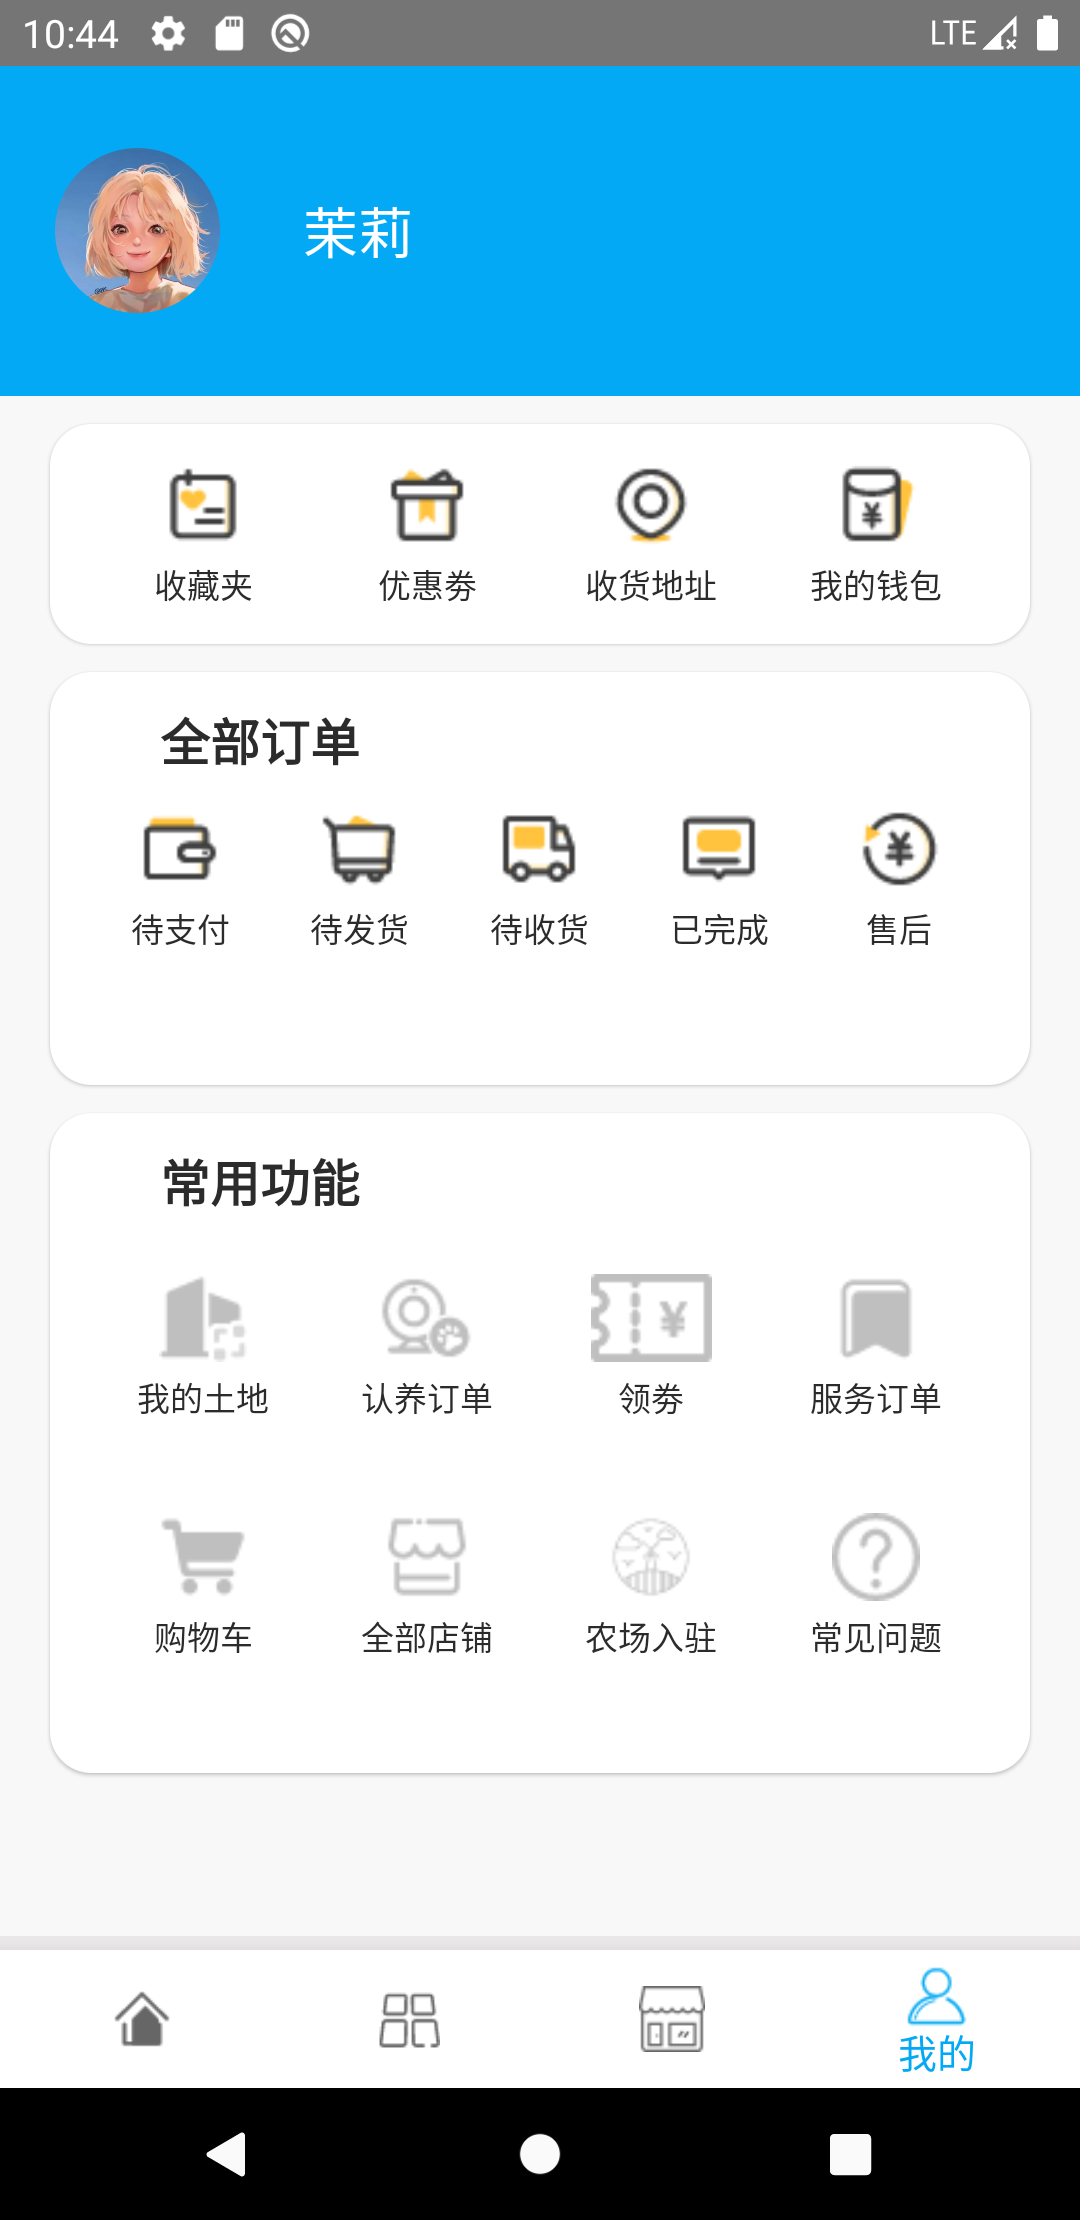 10:44 LTE
茉莉
收藏夹 优惠券 收货地址 我的钱包
全部订单
待支付 待发货 待收货 已完成 售后
常用功能
我的土地 认养订单 领券 服务订单
购物车 全部店铺 农场入驻 常见问题
我的